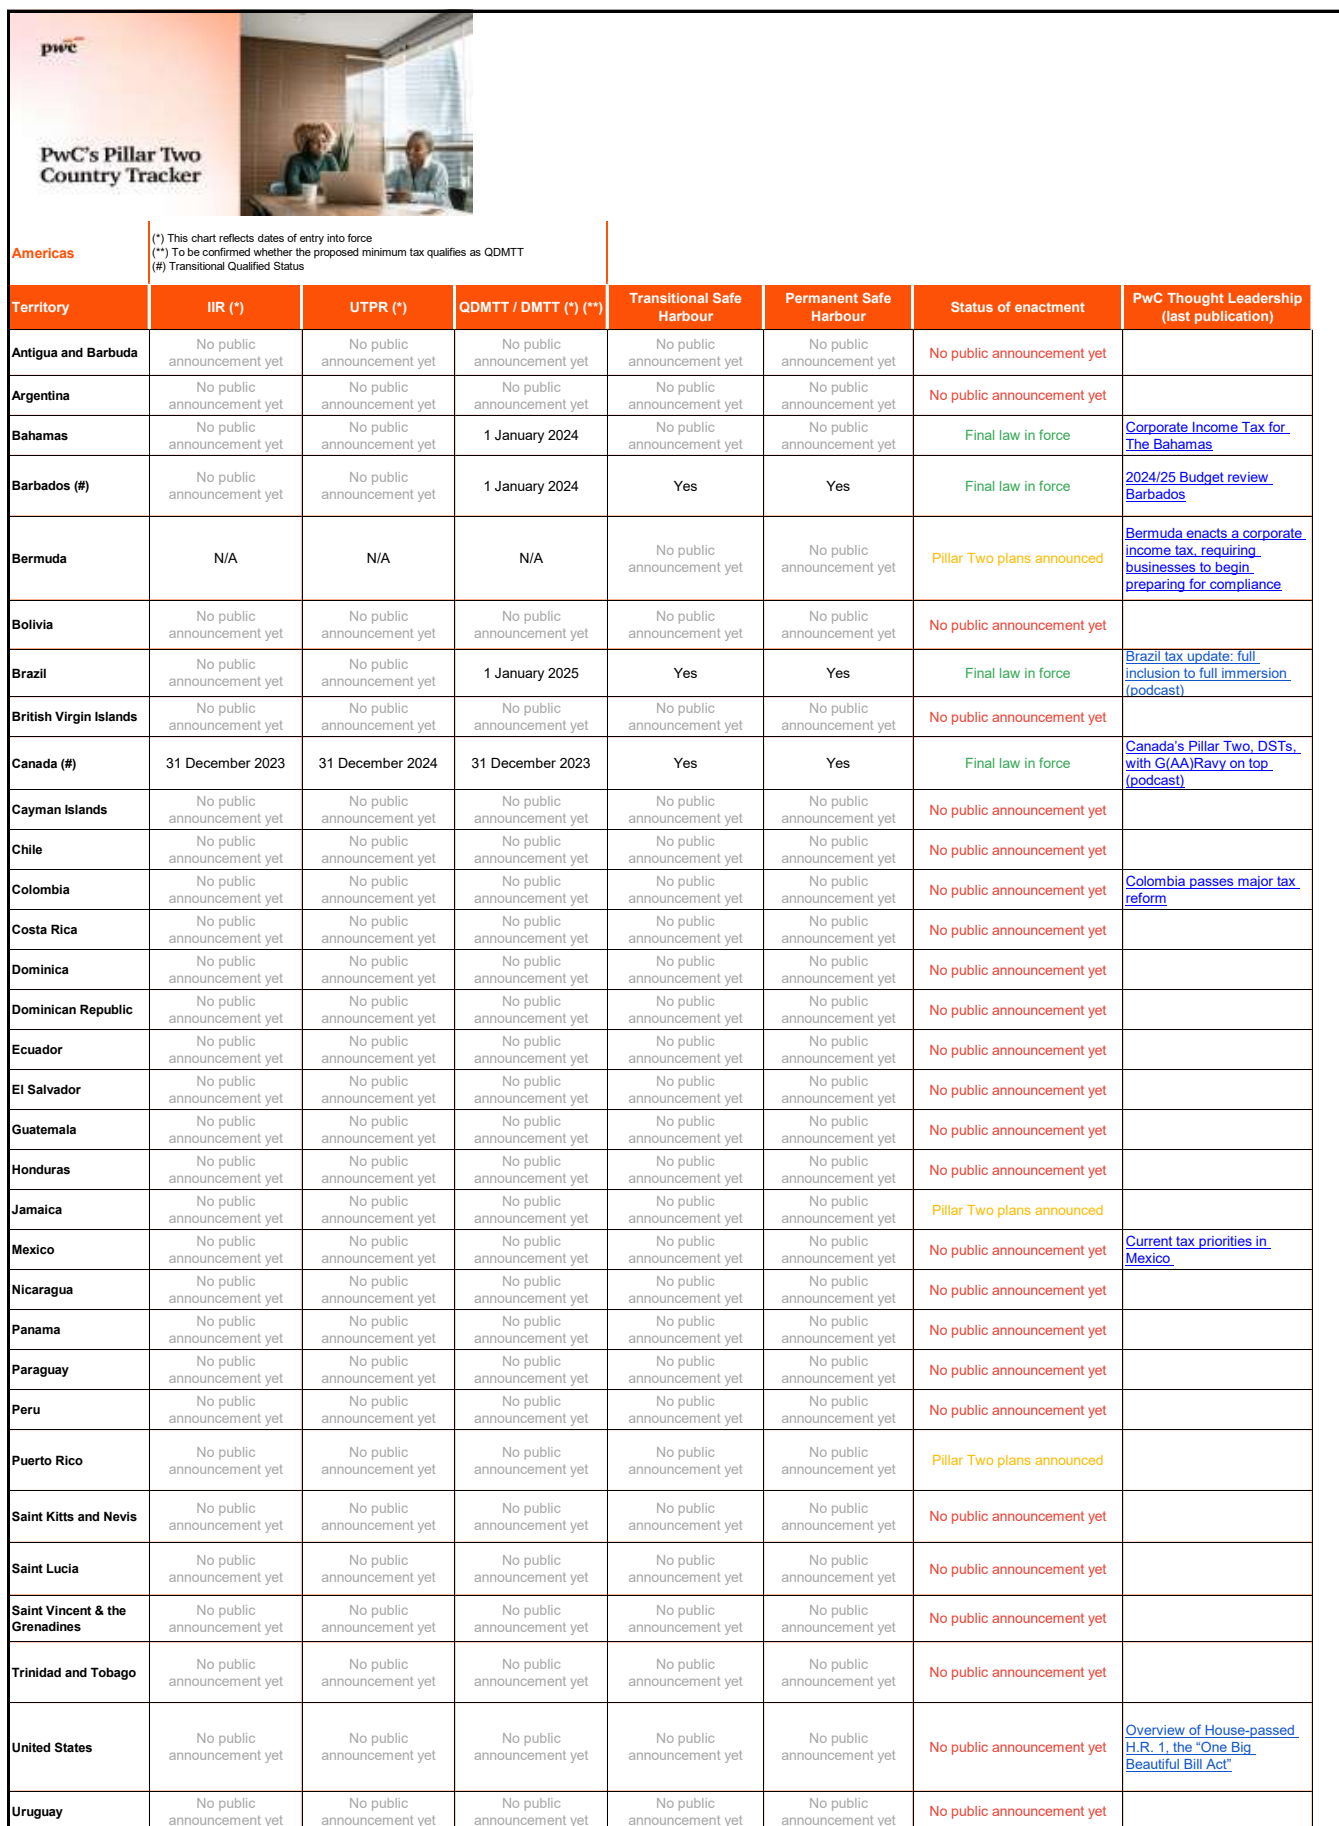 pwc
PwC's Pillar Two
Country Tracker
Americas
(*) This chart reflects dates of entry into force
(**) To be confirmed whether the proposed minimum tax qualifies as QDMTT
(#) Transitional Qualified Status
Territory IIR (*) UTPR (*) QDMTT / DMTT (*) (**) Transitional Safe Harbour Permanent Safe Harbour Status of enactment PwC Thought Leadership (last publication)
Antigua and Barbuda No public announcement yet No public announcement yet No public announcement yet No public announcement yet No public announcement yet No public announcement yet
Argentina No public announcement yet No public announcement yet No public announcement yet No public announcement yet No public announcement yet No public announcement yet
Bahamas No public announcement yet No public announcement yet 1 January 2024 No public announcement yet No public announcement yet Final law in force Corporate Income Tax for The Bahamas
Barbados (#) No public announcement yet No public announcement yet 1 January 2024 Yes Yes Final law in force 2024/25 Budget review Barbados
Bermuda N/A N/A N/A No public announcement yet No public announcement yet Pillar Two plans announced Bermuda enacts a corporate income tax, requiring businesses to begin preparing for compliance
Bolivia No public announcement yet No public announcement yet No public announcement yet No public announcement yet No public announcement yet No public announcement yet
Brazil No public announcement yet No public announcement yet 1 January 2025 Yes Yes Final law in force Brazil tax update: full inclusion to full immersion (podcast)
British Virgin Islands No public announcement yet No public announcement yet No public announcement yet No public announcement yet No public announcement yet No public announcement yet
Canada (#) 31 December 2023 31 December 2024 31 December 2023 Yes Yes Final law in force Canada's Pillar Two, DSTs, with G(AA)Ravy on top (podcast)
Cayman Islands No public announcement yet No public announcement yet No public announcement yet No public announcement yet No public announcement yet No public announcement yet
Chile No public announcement yet No public announcement yet No public announcement yet No public announcement yet No public announcement yet No public announcement yet
Colombia No public announcement yet No public announcement yet No public announcement yet No public announcement yet No public announcement yet No public announcement yet Colombia passes major tax reform
Costa Rica No public announcement yet No public announcement yet No public announcement yet No public announcement yet No public announcement yet No public announcement yet
Dominica No public announcement yet No public announcement yet No public announcement yet No public announcement yet No public announcement yet No public announcement yet
Dominican Republic No public announcement yet No public announcement yet No public announcement yet No public announcement yet No public announcement yet No public announcement yet
Ecuador No public announcement yet No public announcement yet No public announcement yet No public announcement yet No public announcement yet No public announcement yet
El Salvador No public announcement yet No public announcement yet No public announcement yet No public announcement yet No public announcement yet No public announcement yet
Guatemala No public announcement yet No public announcement yet No public announcement yet No public announcement yet No public announcement yet No public announcement yet
Honduras No public announcement yet No public announcement yet No public announcement yet No public announcement yet No public announcement yet No public announcement yet
Jamaica No public announcement yet No public announcement yet No public announcement yet No public announcement yet No public announcement yet Pillar Two plans announced
Mexico No public announcement yet No public announcement yet No public announcement yet No public announcement yet No public announcement yet No public announcement yet Current tax priorities in Mexico
Nicaragua No public announcement yet No public announcement yet No public announcement yet No public announcement yet No public announcement yet No public announcement yet
Panama No public announcement yet No public announcement yet No public announcement yet No public announcement yet No public announcement yet No public announcement yet
Paraguay No public announcement yet No public announcement yet No public announcement yet No public announcement yet No public announcement yet No public announcement yet
Peru No public announcement yet No public announcement yet No public announcement yet No public announcement yet No public announcement yet No public announcement yet
Puerto Rico No public announcement yet No public announcement yet No public announcement yet No public announcement yet No public announcement yet Pillar Two plans announced
Saint Kitts and Nevis No public announcement yet No public announcement yet No public announcement yet No public announcement yet No public announcement yet No public announcement yet
Saint Lucia No public announcement yet No public announcement yet No public announcement yet No public announcement yet No public announcement yet No public announcement yet
Saint Vincent & the Grenadines No public announcement yet No public announcement yet No public announcement yet No public announcement yet No public announcement yet No public announcement yet
Trinidad and Tobago No public announcement yet No public announcement yet No public announcement yet No public announcement yet No public announcement yet No public announcement yet
United States No public announcement yet No public announcement yet No public announcement yet No public announcement yet No public announcement yet No public announcement yet Overview of House-passed H.R. 1, the “One Big Beautiful Bill Act”
Uruguay No public announcement yet No public announcement yet No public announcement yet No public announcement yet No public announcement yet No public announcement yet